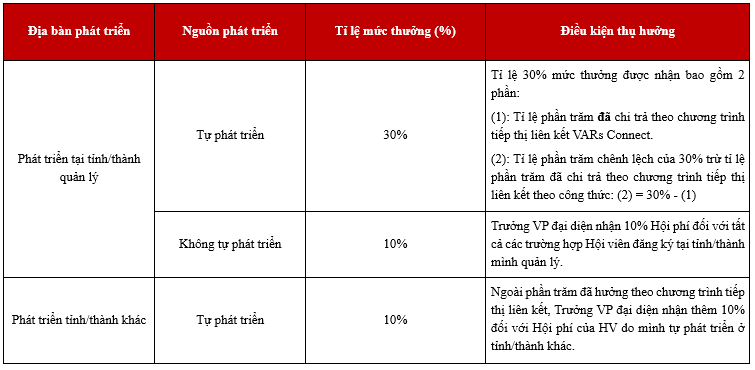 Địa bàn phát triển
Nguồn phát triển
Tỉ lệ mức thưởng (%)
Điều kiện thụ hưởng
Phát triển tại tỉnh/thành
quản lý
Tự phát triển
30%
Tỉ lệ 30% mức thưởng được nhận bao gồm 2
phần:
(1): Tỉ lệ phần trăm đã chi trả theo chương trình
tiếp thị liên kết VARs Connect.
(2): Tỉ lệ phần trăm chênh lệch của 30% trừ tỉ lệ
phần trăm đã chi trả theo chương trình tiếp thị
liên kết theo công thức: (2) = 30% - (1)
Không tự phát triển
10%
Trưởng VP đại diện nhận 10% Hội phí đối với tất
cả các trường hợp Hội viên đăng ký tại tỉnh/thành
mình quản lý.
Phát triển tỉnh/thành khác
Tự phát triển
10%
Ngoài phần trăm đã hưởng theo chương trình tiếp
thị liên kết, Trưởng VP đại diện nhận thêm 10%
đối với Hội phí của HV do mình tự phát triển ở
tỉnh/thành khác.